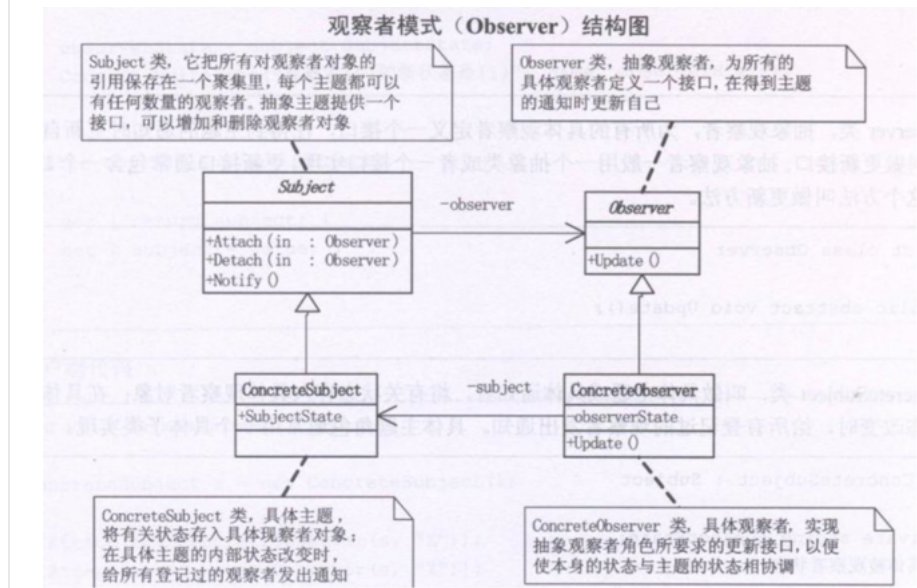 观察者模式（Observer）结构图
Subject 类，它把所有对观察者对象的
引用保存在一个聚集里，每个主题都可以
有任何数量的观察者。抽象主题提供一个
接口，可以增加和删除观察者对象
Observer 类，抽象观察者，为所有的
具体观察者定义一个接口，在得到主题
的通知时更新自己
Subject
+Attach(in : Observer)
+Detach(in : Observer)
+Notify()
-observer
Observer
+Update()
ConcreteSubject
+SubjectState
-subject
ConcreteObserver
-observerState
+Update()
ConcreteSubject 类，具体主题，
将有关状态存入具体观察者对象；
在具体主题的内部状态改变时，
给所有登记过的观察者发出通知
ConcreteObserver 类，具体观察者，实现
抽象观察者角色所要求的更新接口，以便
使本身的状态与主题的状态相协调